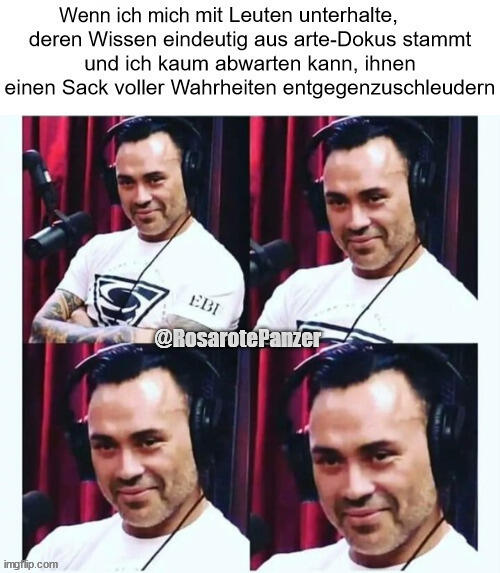 Wenn ich mich mit Leuten unterhalte,
deren Wissen eindeutig aus arte-Dokus stammt
und ich kaum abwarten kann, ihnen
einen Sack voller Wahrheiten entgegenzuschleudern
EBI
@RosarotePanzer
imgflip.com